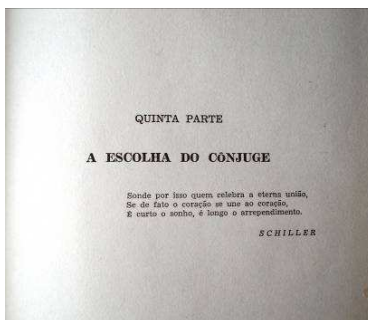 QUINTA PARTE
A ESCOLHA DO CÔNJUGE
Sonde por isso quem celebra a eterna união,
Se de fato o coração se une ao coração,
É curto o sonho, é longo o arrependimento.
SCHILLER